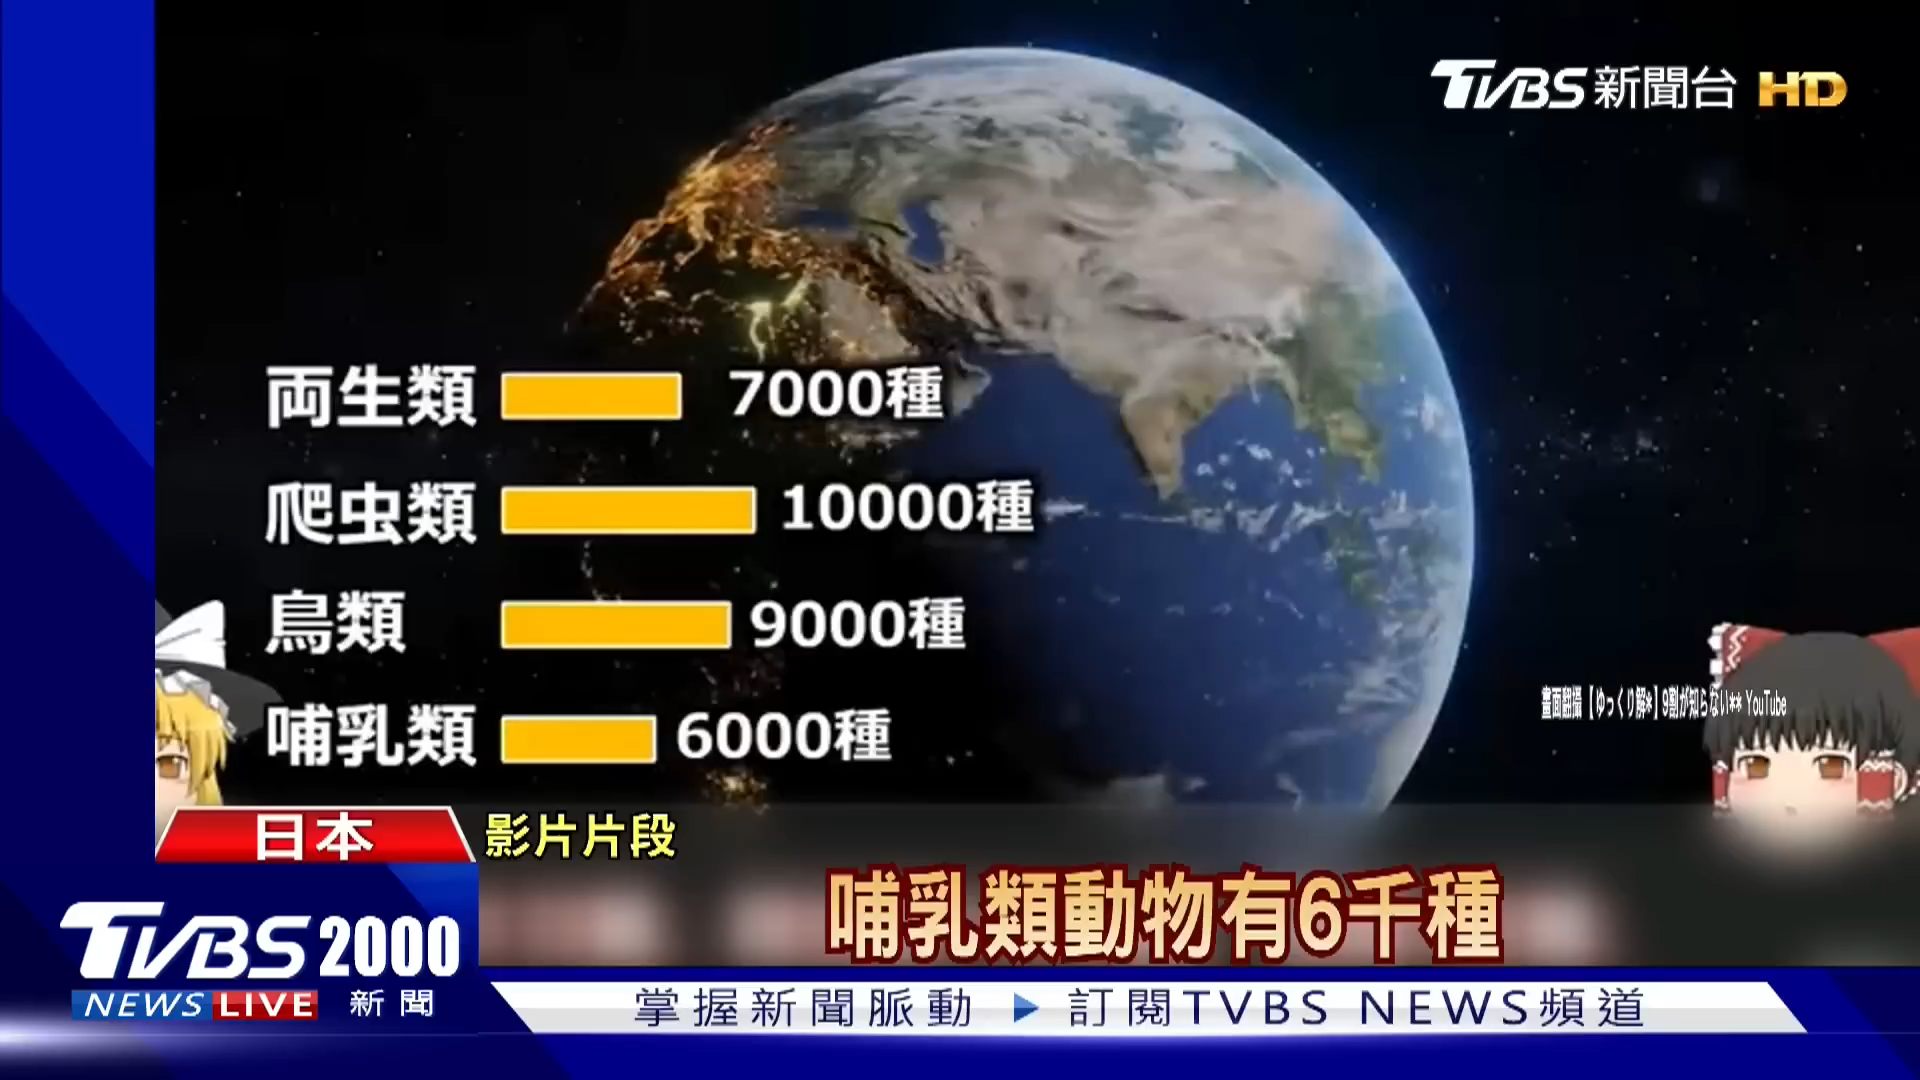 TVBS新聞台 HD
両生類 7000種
爬虫類 10000種
鳥類 9000種
哺乳類 6000種
畫面翻攝【ゆっくり解*】9割が知らない** YouTube
日本 影片片段
哺乳類動物有6千種
TVBS 2000
NEWS LIVE 新聞
掌握新聞脈動 ▶ 訂閱TVBS NEWS頻道